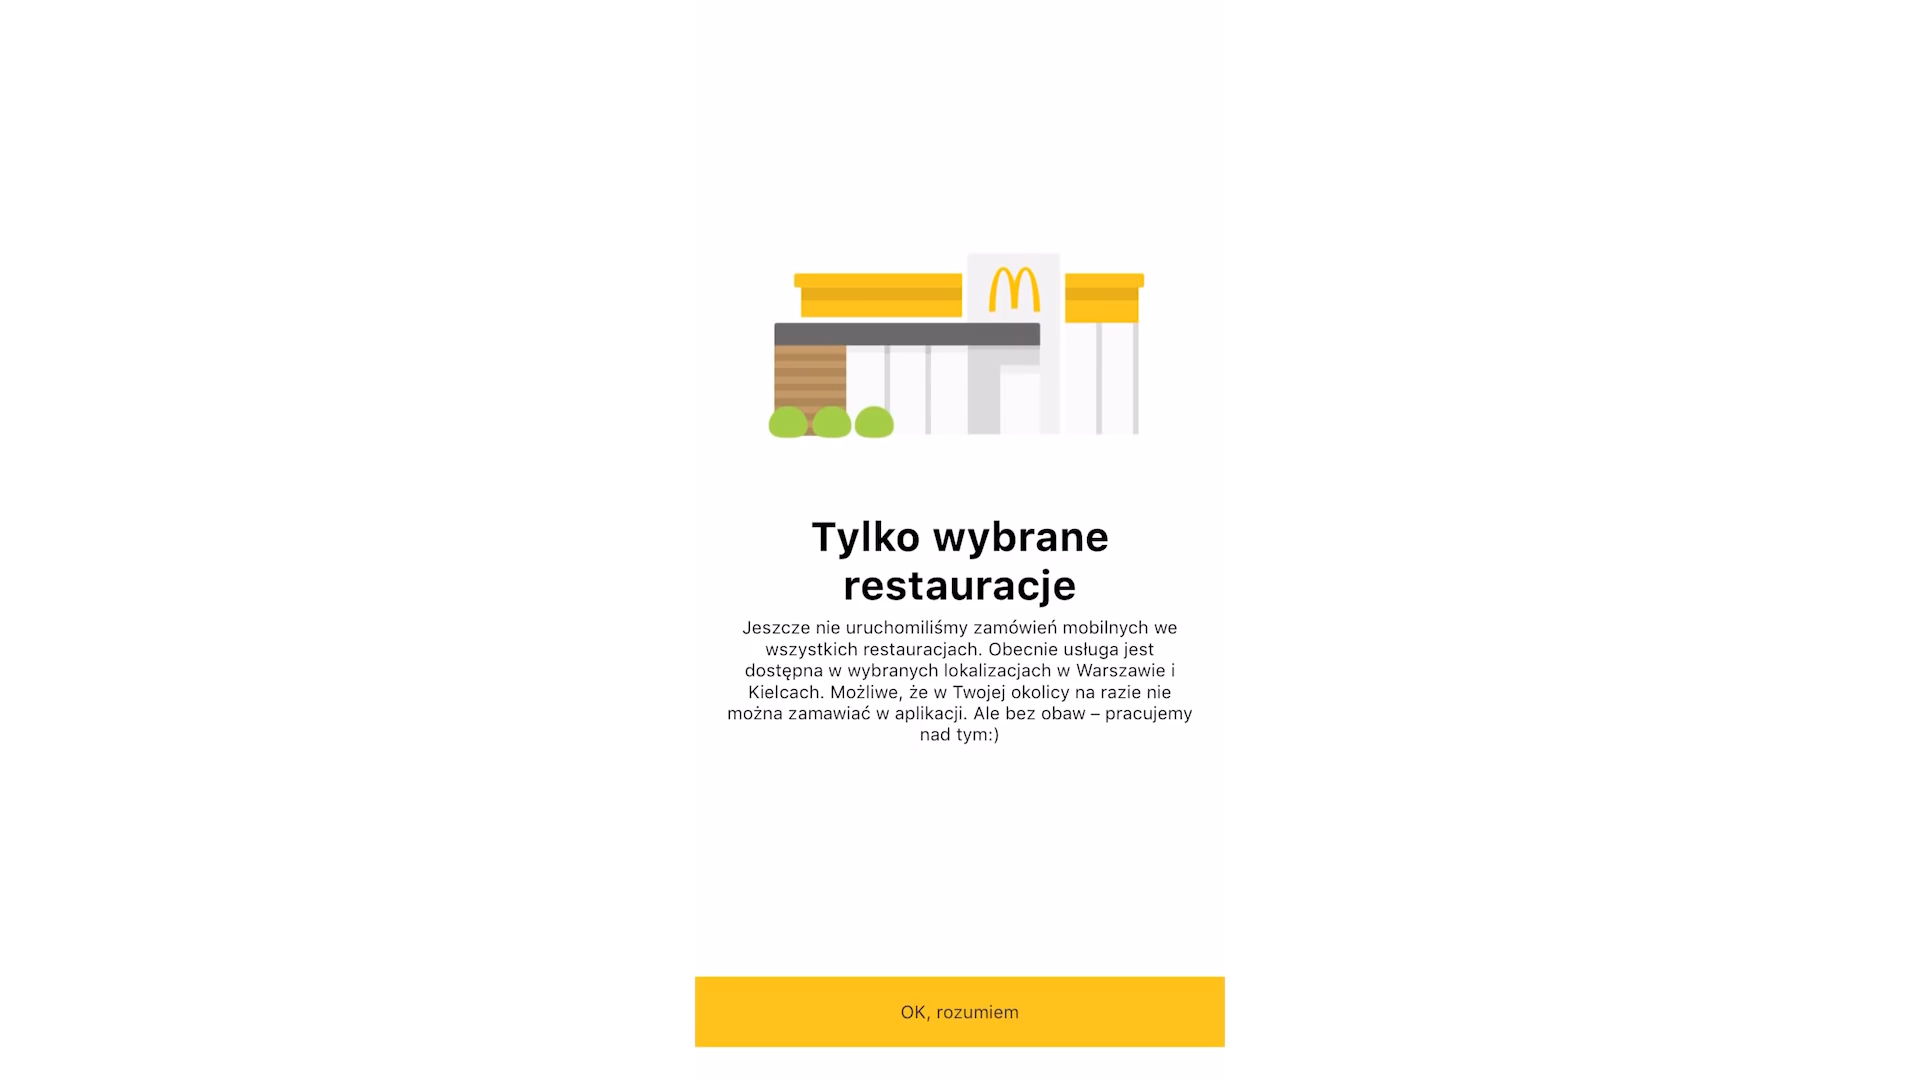 Tylko wybrane
restauracje
Jeszcze nie uruchomiliśmy zamówień mobilnych we
wszystkich restauracjach. Obecnie usługa jest
dostępna w wybranych lokalizacjach w Warszawie i
Kielcach. Możliwe, że w Twojej okolicy na razie nie
można zamawiać w aplikacji. Ale bez obaw – pracujemy
nad tym:)
OK, rozumiem